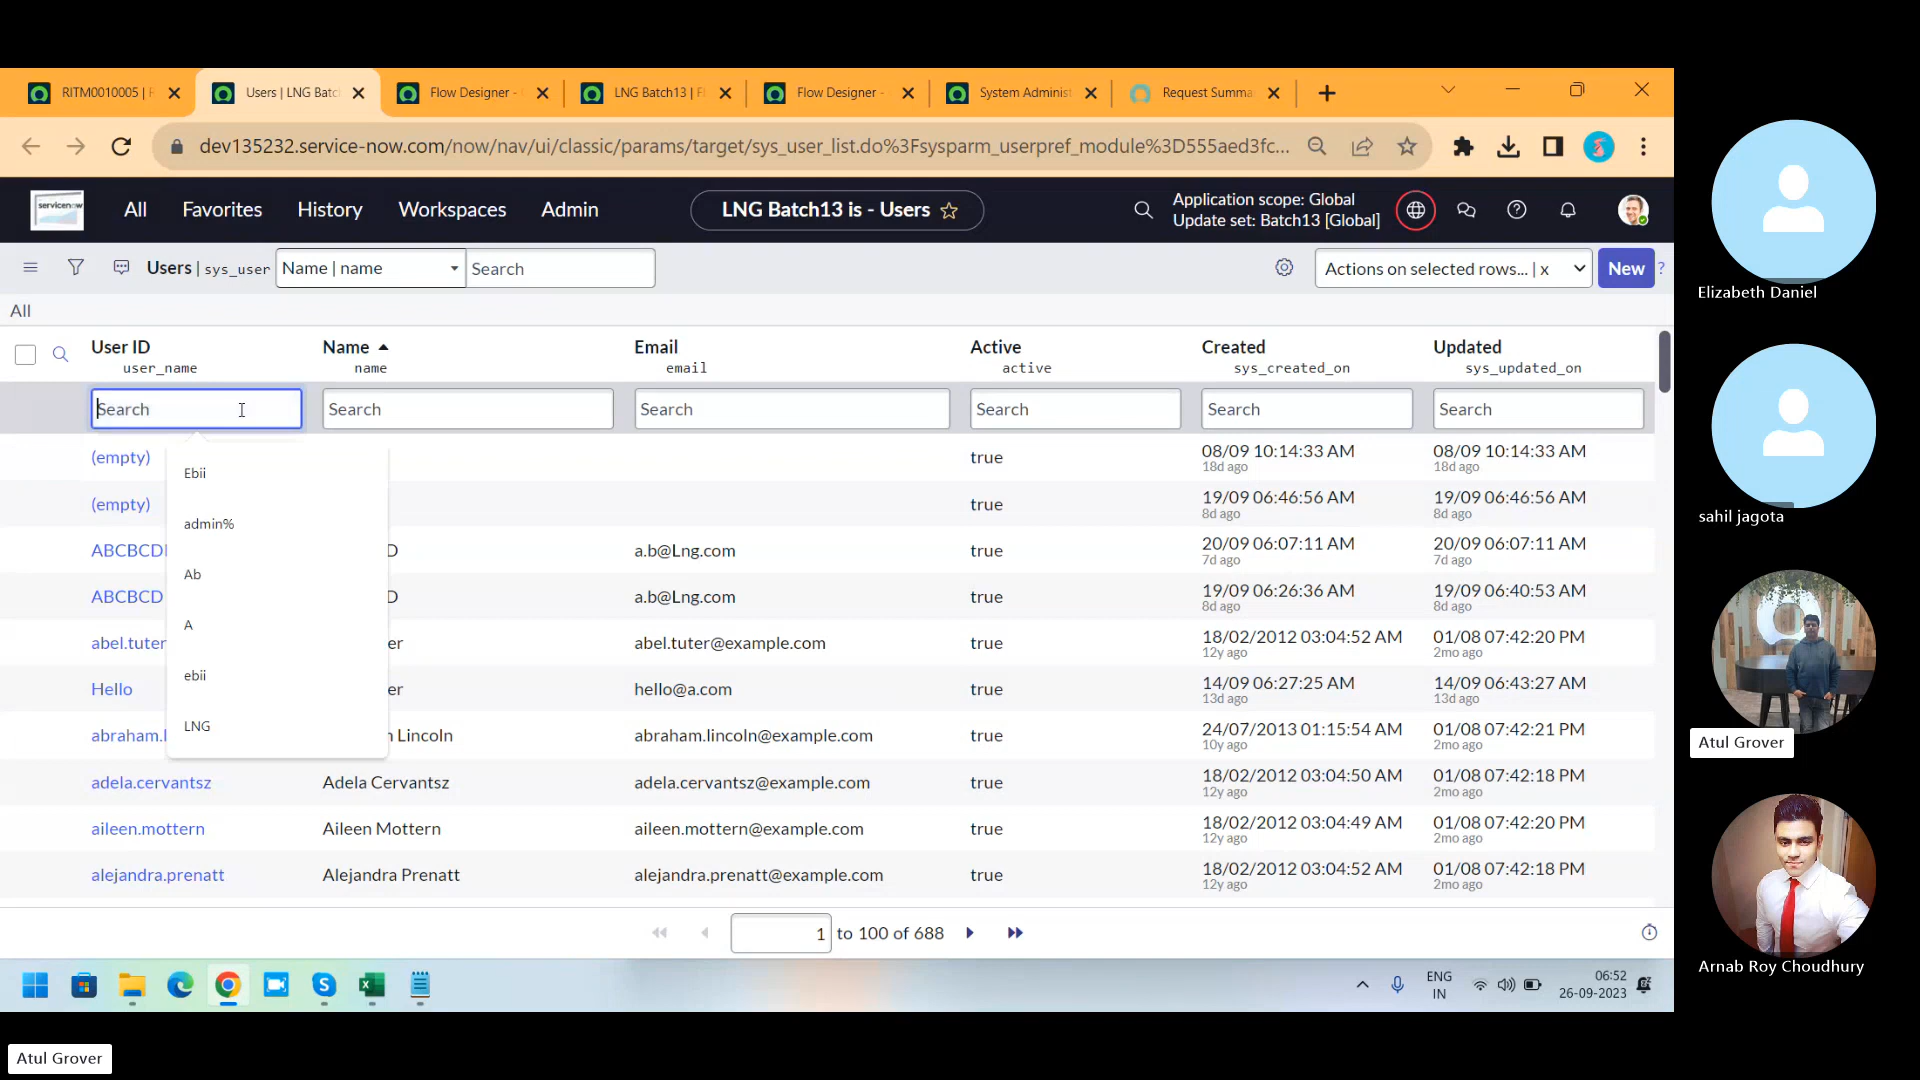 RITM0010005 | R
Users | LNG Batc
Flow Designer -
LNG Batch13 | Fl
Flow Designer -
System Administ
Request Summa
dev135232.service-now.com/now/nav/ui/classic/params/target/sys_user_list.do%3Fsysparm_userpref_module%3D555aed3fc...
servicenow
All
Favorites
History
Workspaces
Admin
LNG Batch13 is - Users
Application scope: Global
Update set: Batch13 [Global]
Users | sys_user
Name | name
Search
Actions on selected rows... | x
New
?
All
User ID
user_name
Name
name
Email
email
Active
active
Created
sys_created_on
Updated
sys_updated_on
Search
Search
Search
Search
Search
Search
(empty)
true
08/09 10:14:33 AM
18d ago
08/09 10:14:33 AM
18d ago
(empty)
true
19/09 06:46:56 AM
8d ago
19/09 06:46:56 AM
8d ago
ABCBCD
D
a.b@Lng.com
true
20/09 06:07:11 AM
7d ago
20/09 06:07:11 AM
7d ago
ABCBCD
D
a.b@Lng.com
true
19/09 06:26:36 AM
8d ago
19/09 06:40:53 AM
8d ago
abel.tuter
er
abel.tuter@example.com
true
18/02/2012 03:04:52 AM
12y ago
01/08 07:42:20 PM
2mo ago
Hello
er
hello@a.com
true
14/09 06:27:25 AM
13d ago
14/09 06:43:27 AM
13d ago
abraham.l
n Lincoln
abraham.lincoln@example.com
true
24/07/2013 01:15:54 AM
10y ago
01/08 07:42:21 PM
2mo ago
adela.cervantsz
Adela Cervantsz
adela.cervantsz@example.com
true
18/02/2012 03:04:50 AM
12y ago
01/08 07:42:18 PM
2mo ago
aileen.mottern
Aileen Mottern
aileen.mottern@example.com
true
18/02/2012 03:04:49 AM
12y ago
01/08 07:42:20 PM
2mo ago
alejandra.prenatt
Alejandra Prenatt
alejandra.prenatt@example.com
true
18/02/2012 03:04:52 AM
12y ago
01/08 07:42:18 PM
2mo ago
Ebii
admin%
Ab
A
ebii
LNG
1 to 100 of 688
ENG
IN
06:52
26-09-2023
Elizabeth Daniel
sahil jagota
Atul Grover
Arnab Roy Choudhury
Atul Grover